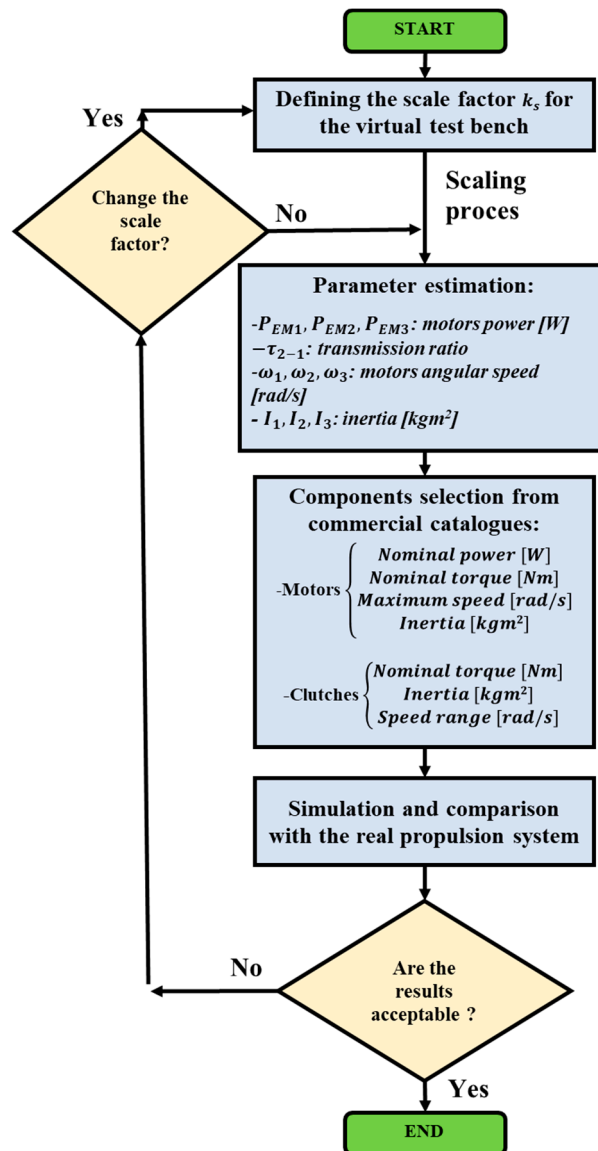 START
Defining the scale factor k_s for
the virtual test bench
Yes
Change the
scale
factor?
No
Scaling
proces
Parameter estimation:
-P_EM1, P_EM2, P_EM3: motors power [W]
−τ_2−1: transmission ratio
-ω_1, ω_2, ω_3: motors angular speed
[rad/s]
- I_1, I_2, I_3: inertia [kgm²]
Components selection from
commercial catalogues:
Nominal power [W]
Nominal torque [Nm]
-Motors
Maximum speed [rad/s]
Inertia [kgm²]
Nominal torque [Nm]
-Clutches
Inertia [kgm²]
Speed range [rad/s]
Simulation and comparison
with the real propulsion system
No
Are the
results
acceptable ?
Yes
END